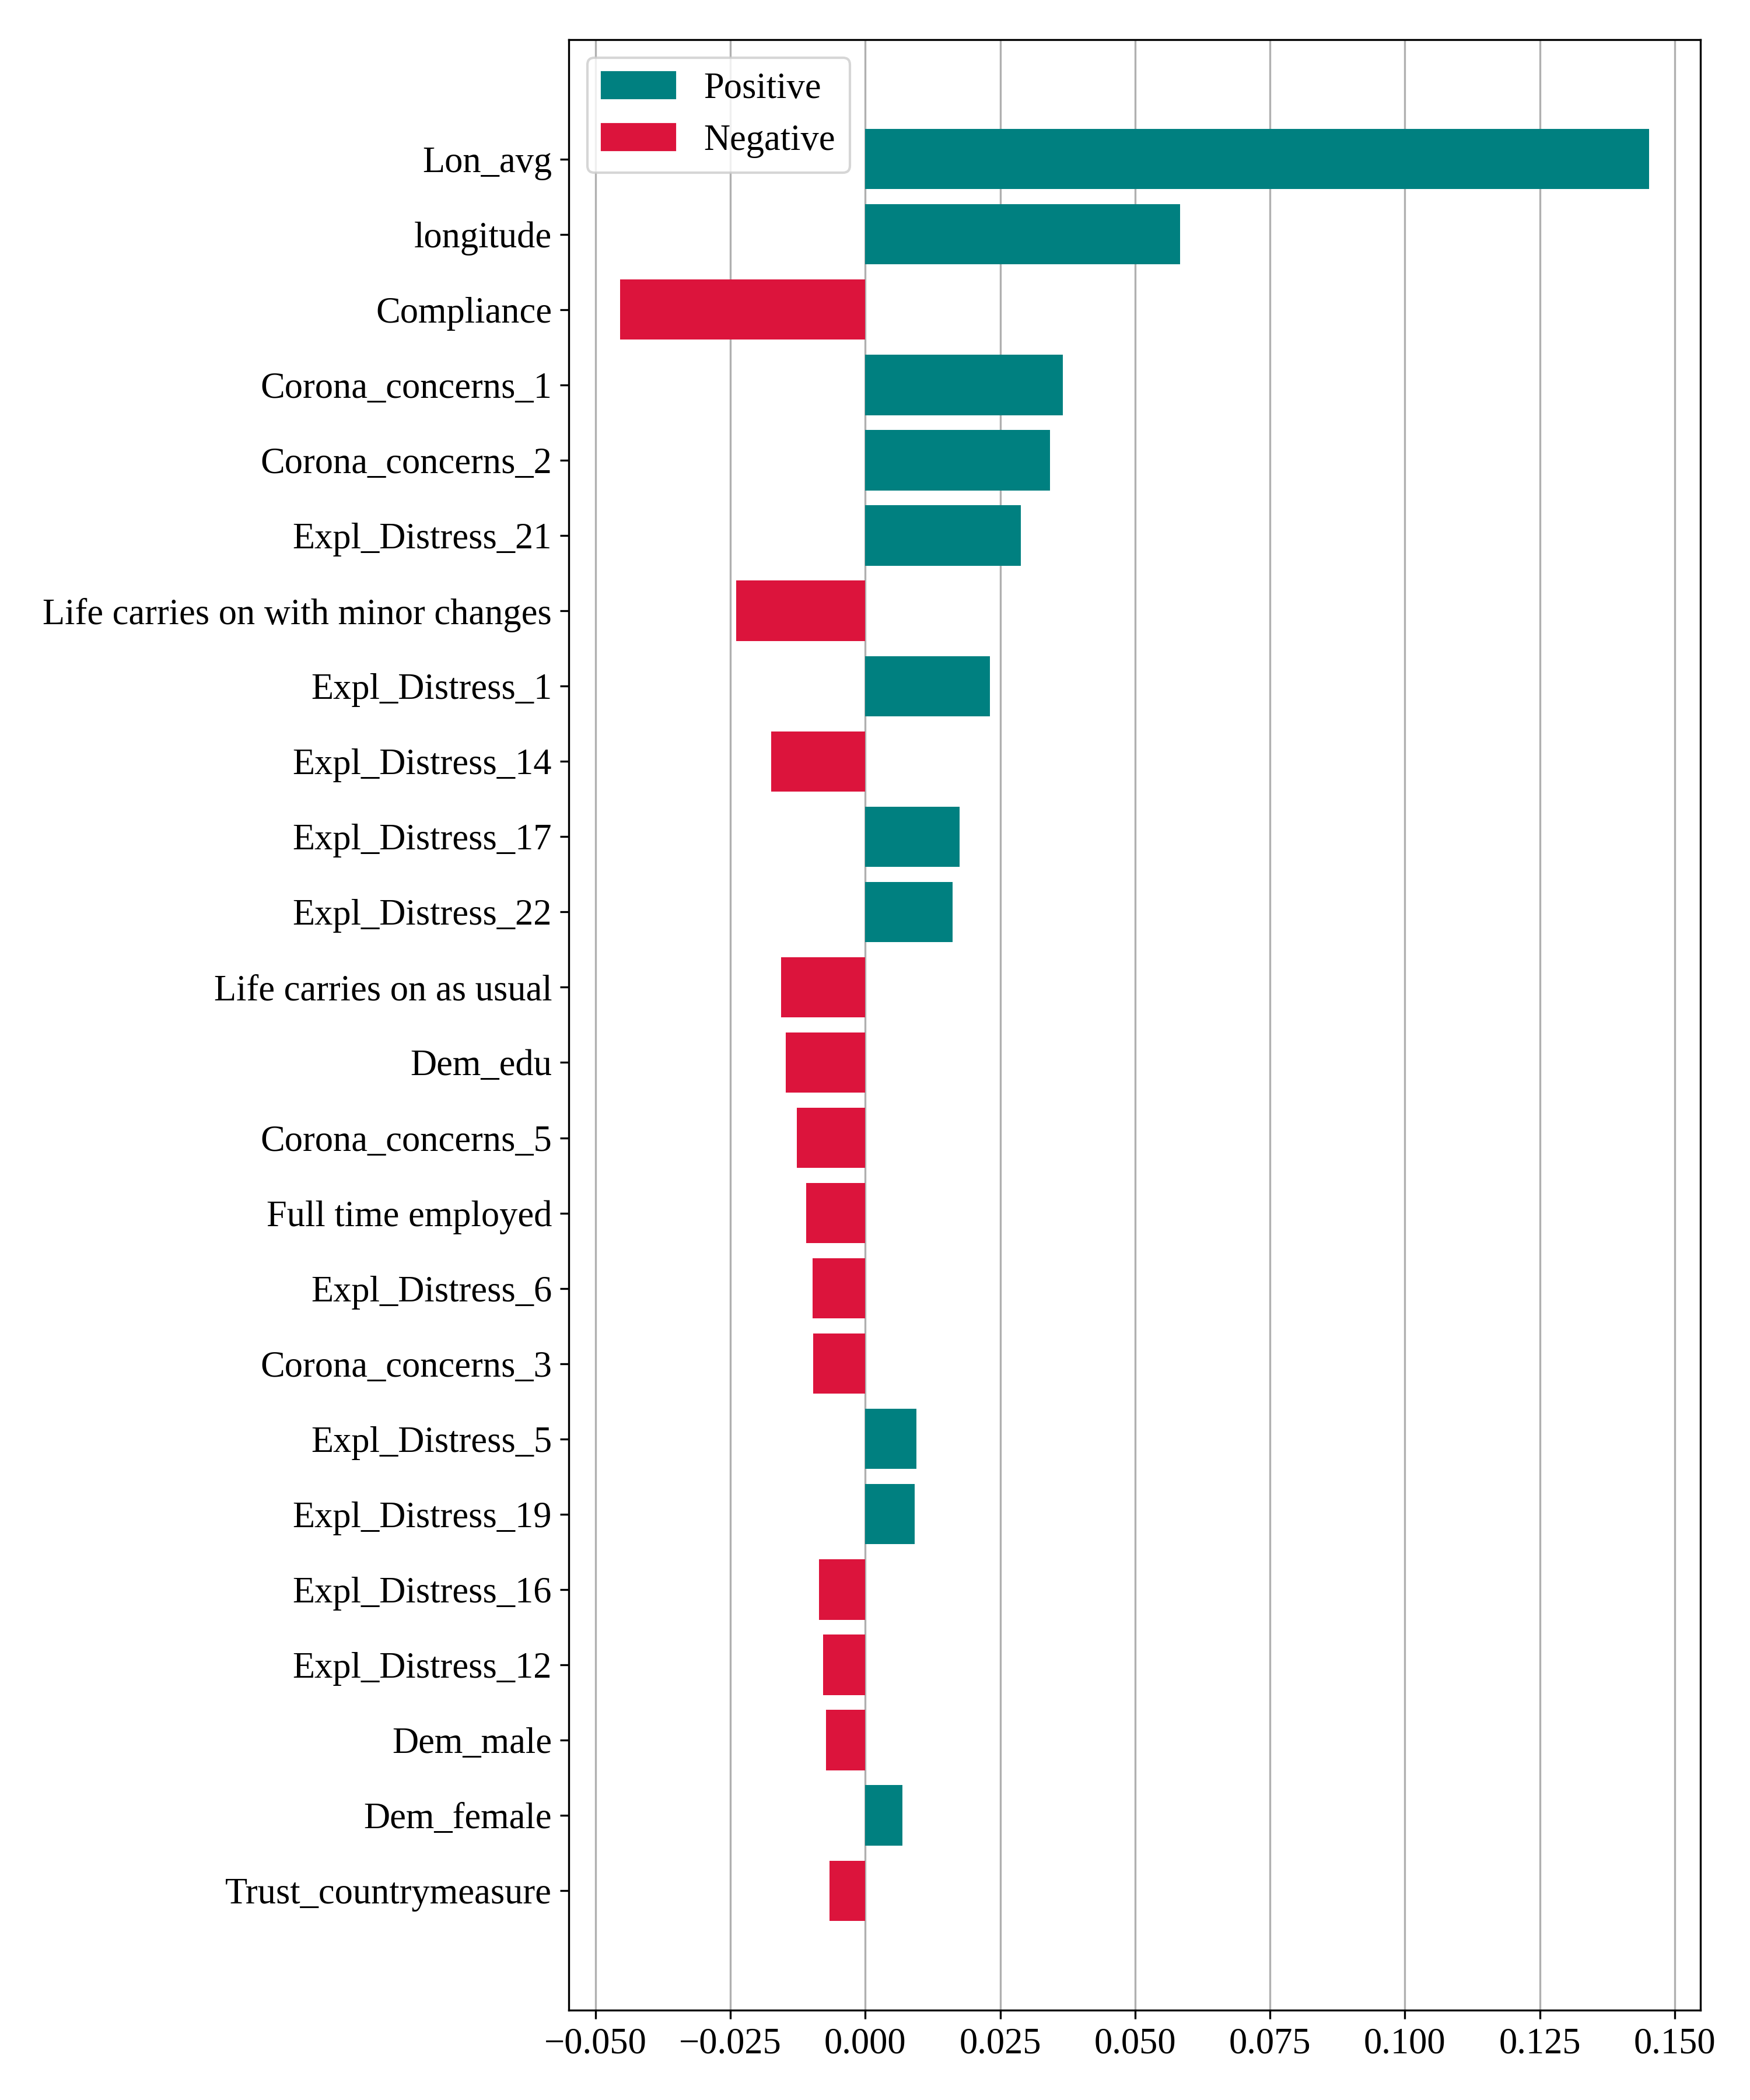 Positive
Negative
Lon_avg
longitude
Compliance
Corona_concerns_1
Corona_concerns_2
Expl_Distress_21
Life carries on with minor changes
Expl_Distress_1
Expl_Distress_14
Expl_Distress_17
Expl_Distress_22
Life carries on as usual
Dem_edu
Corona_concerns_5
Full time employed
Expl_Distress_6
Corona_concerns_3
Expl_Distress_5
Expl_Distress_19
Expl_Distress_16
Expl_Distress_12
Dem_male
Dem_female
Trust_countrymeasure
−0.050 −0.025 0.000 0.025 0.050 0.075 0.100 0.125 0.150